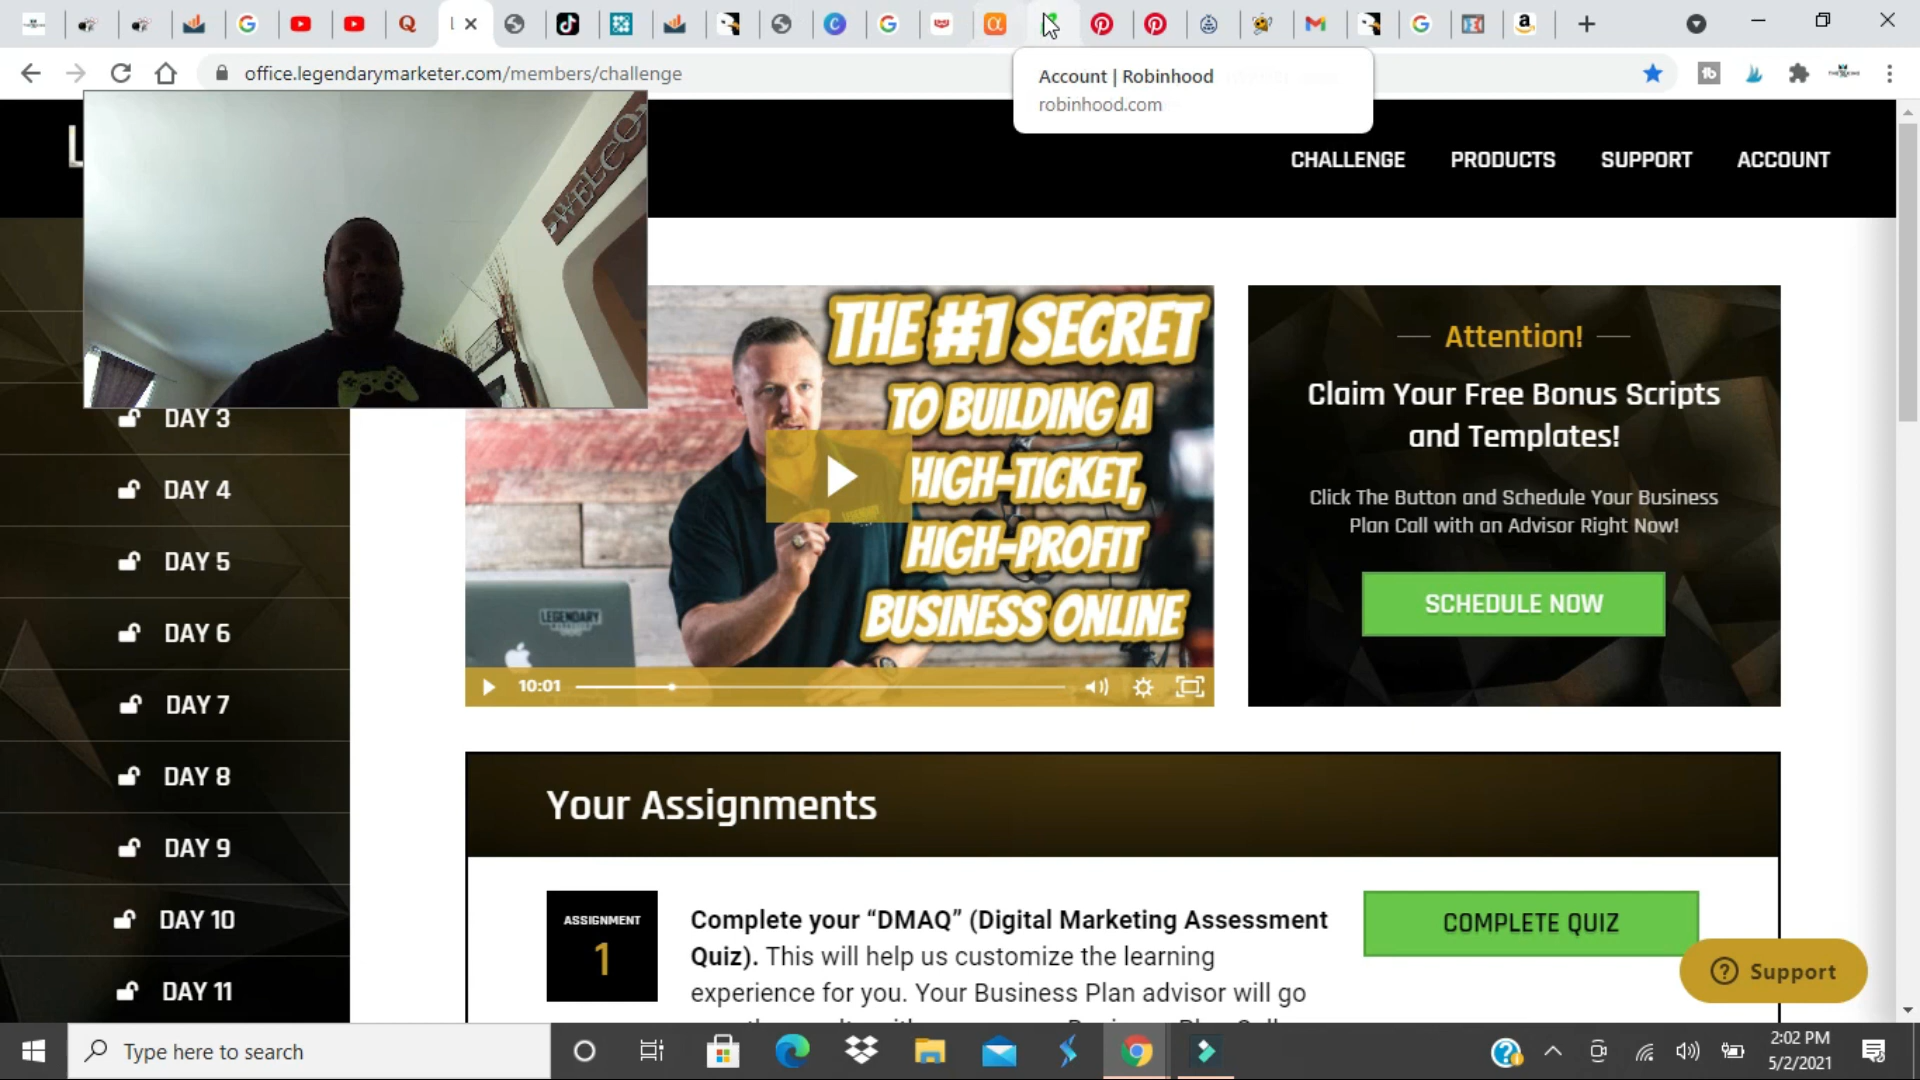 office.legendarymarketer.com/members/challenge
Account | Robinhood
robinhood.com
L
CHALLENGE
PRODUCTS
SUPPORT
ACCOUNT
WELCO
DAY 3
DAY 4
DAY 5
DAY 6
DAY 7
DAY 8
DAY 9
DAY 10
DAY 11
THE #1 SECRET
TO BUILDING A
HIGH-TICKET,
HIGH-PROFIT
BUSINESS ONLINE
LEGENDARY
10:01
Attention!
Claim Your Free Bonus Scripts
and Templates!
Click The Button and Schedule Your Business
Plan Call with an Advisor Right Now!
SCHEDULE NOW
Your Assignments
ASSIGNMENT
1
Complete your “DMAQ” (Digital Marketing Assessment
Quiz). This will help us customize the learning
experience for you. Your Business Plan advisor will go
COMPLETE QUIZ
Support
Type here to search
2:02 PM
5/2/2021